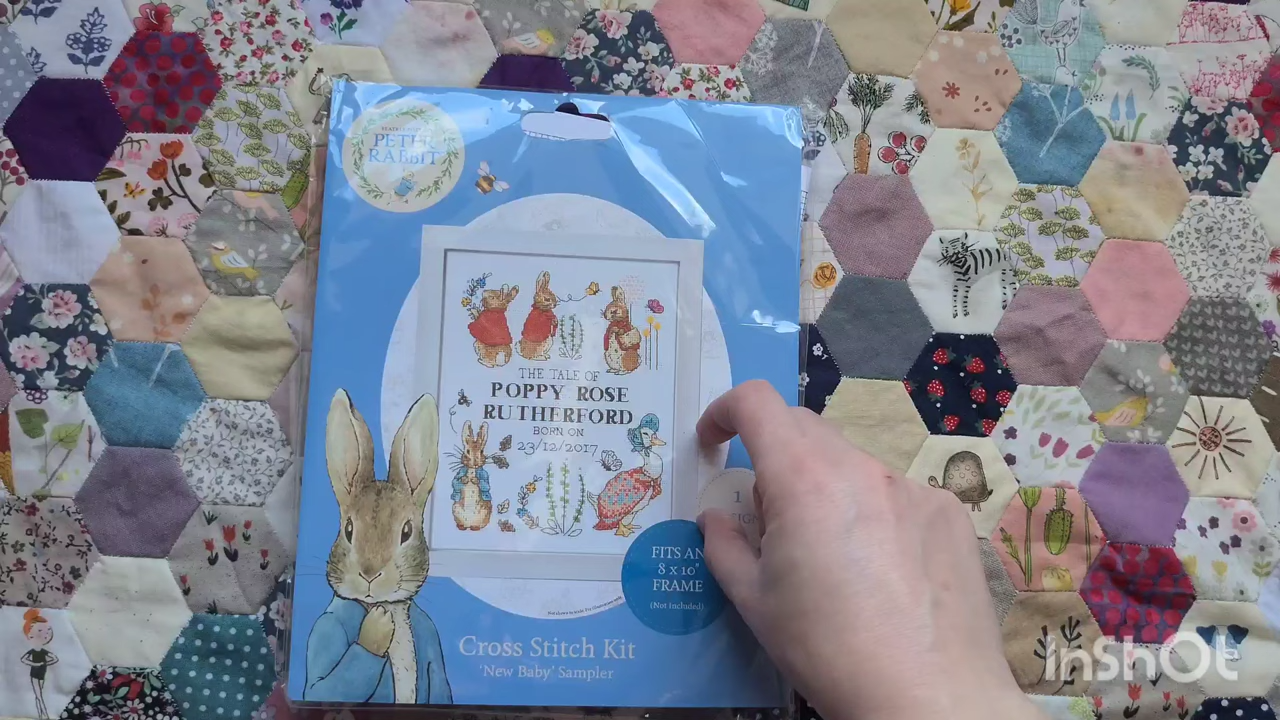 PETER
RABBIT
THE TALE OF
POPPY ROSE
RUTHERFORD
BORN ON
23/12/2017
1
FITS AN
8 x 10"
FRAME
(Not Included)
Cross Stitch Kit
'New Baby' Sampler
InShOt